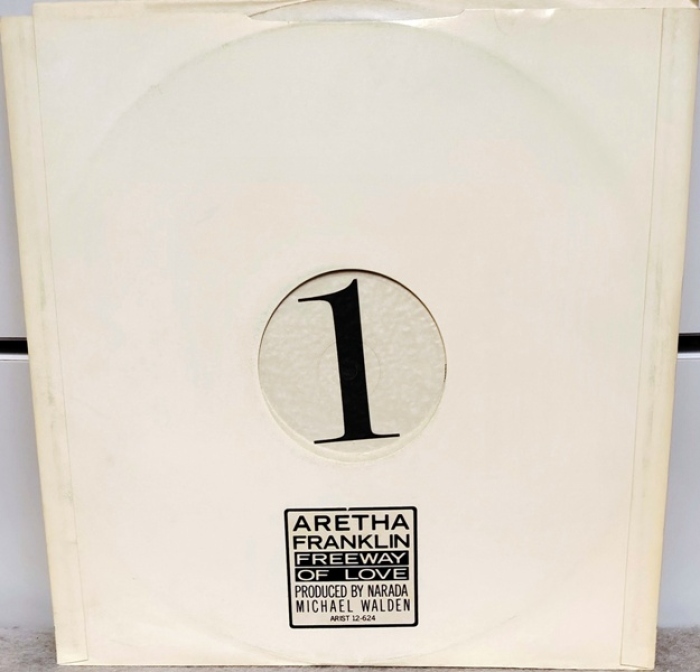 1
ARETHA
FRANKLIN
FREEWAY
OF LOVE
PRODUCED BY NARADA
MICHAEL WALDEN
ARIST 12-624